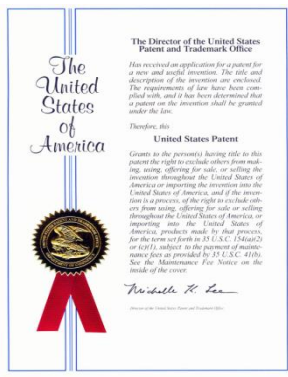 The
United
States
of
America
The Director of the United States
Patent and Trademark Office
Has received an application for a patent for
a new and useful invention. The title and
description of the invention are enclosed.
The requirements of law have been com-
plied with, and it has been determined that
a patent on the invention shall be granted
under the law.
Therefore, this
United States Patent
Grants to the person(s) having title to this
patent the right to exclude others from mak-
ing, using, offering for sale, or selling the
invention throughout the United States of
America or importing the invention into the
United States of America, and if the inven-
tion is a process, of the right to exclude oth-
ers from using, offering for sale or selling
throughout the United States of America, or
importing into the United States of
America, products made by that process,
for the term set forth in 35 U.S.C. 154(a)(2)
or (c)(1), subject to the payment of mainte-
nance fees as provided by 35 U.S.C. 41(b).
See the Maintenance Fee Notice on the
inside of the cover.
Michelle K. Lee
Director of the United States Patent and Trademark Office